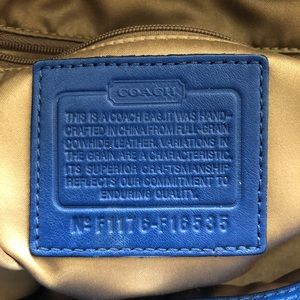 COACH
THIS IS A COACH BAG. IT WAS HAND-
CRAFTED IN CHINA FROM FULL-GRAIN
COWHIDE LEATHER. VARIATIONS IN
THE GRAIN ARE A CHARACTERISTIC.
ITS SUPERIOR CRAFTSMANSHIP
REFLECTS OUR COMMITMENT TO
ENDURING QUALITY.
Nº F1176-F16535